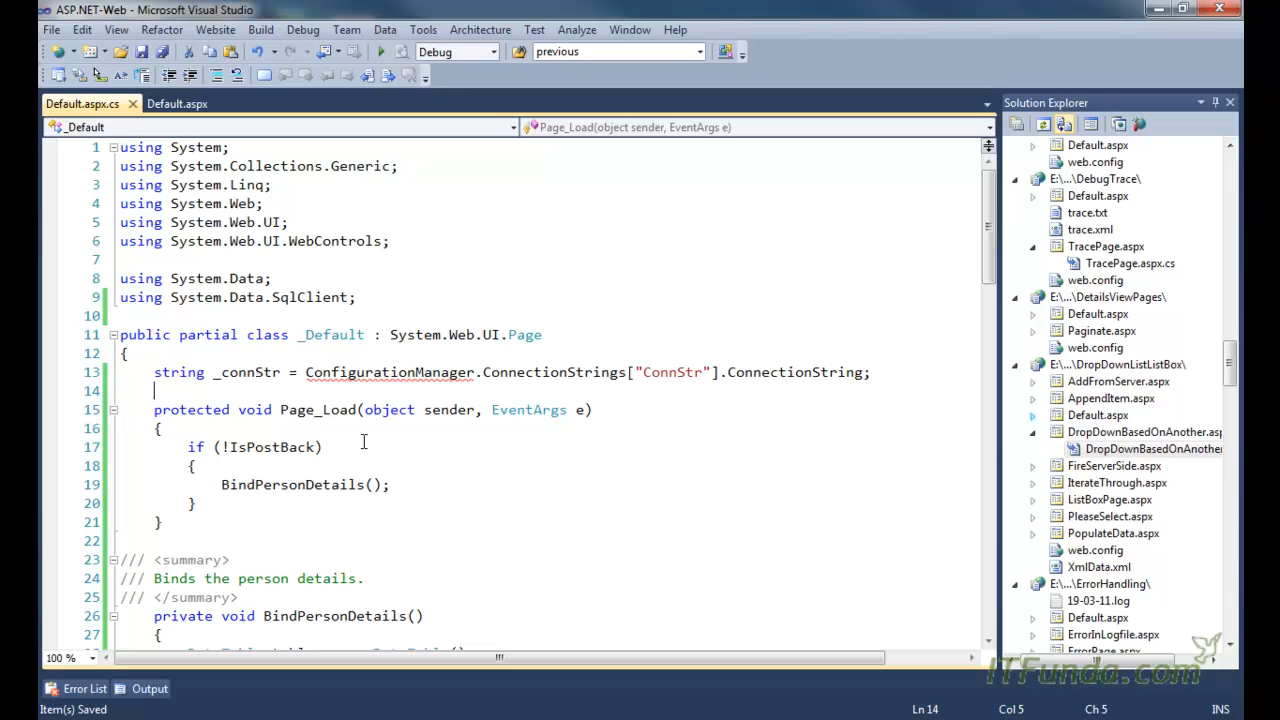 ASP.NET-Web - Microsoft Visual Studio
File Edit View Refactor Website Build Debug Team Data Tools Architecture Test Analyze Window Help
Debug previous
Default.aspx.cs Default.aspx
_Default Page_Load(object sender, EventArgs e)
1 using System;
2 using System.Collections.Generic;
3 using System.Linq;
4 using System.Web;
5 using System.Web.UI;
6 using System.Web.UI.WebControls;
7
8 using System.Data;
9 using System.Data.SqlClient;
10
11 public partial class _Default : System.Web.UI.Page
12 {
13 string _connStr = ConfigurationManager.ConnectionStrings["ConnStr"].ConnectionString;
14
15 protected void Page_Load(object sender, EventArgs e)
16 {
17 if (!IsPostBack)
18 {
19 BindPersonDetails();
20 }
21 }
22
23 /// <summary>
24 /// Binds the person details.
25 /// </summary>
26 private void BindPersonDetails()
27 {
100 %
Solution Explorer
Default.aspx
web.config
E:\...\DebugTrace\
Default.aspx
trace.txt
trace.xml
TracePage.aspx
TracePage.aspx.cs
web.config
E:\...\DetailsViewPages\
Default.aspx
Paginate.aspx
web.config
E:\...\DropDownListListBox\
AddFromServer.aspx
AppendItem.aspx
Default.aspx
DropDownBasedOnAnother.asp
DropDownBasedOnAnother
FireServerSide.aspx
IterateThrough.aspx
ListBoxPage.aspx
PleaseSelect.aspx
PopulateData.aspx
web.config
XmlData.xml
E:\...\ErrorHandling\
19-03-11.log
Default.aspx
ErrorInLogfile.aspx
ErrorPage.aspx
ITFunda.com
Error List Output
Item(s) Saved Ln 14 Col 5 Ch 5 INS